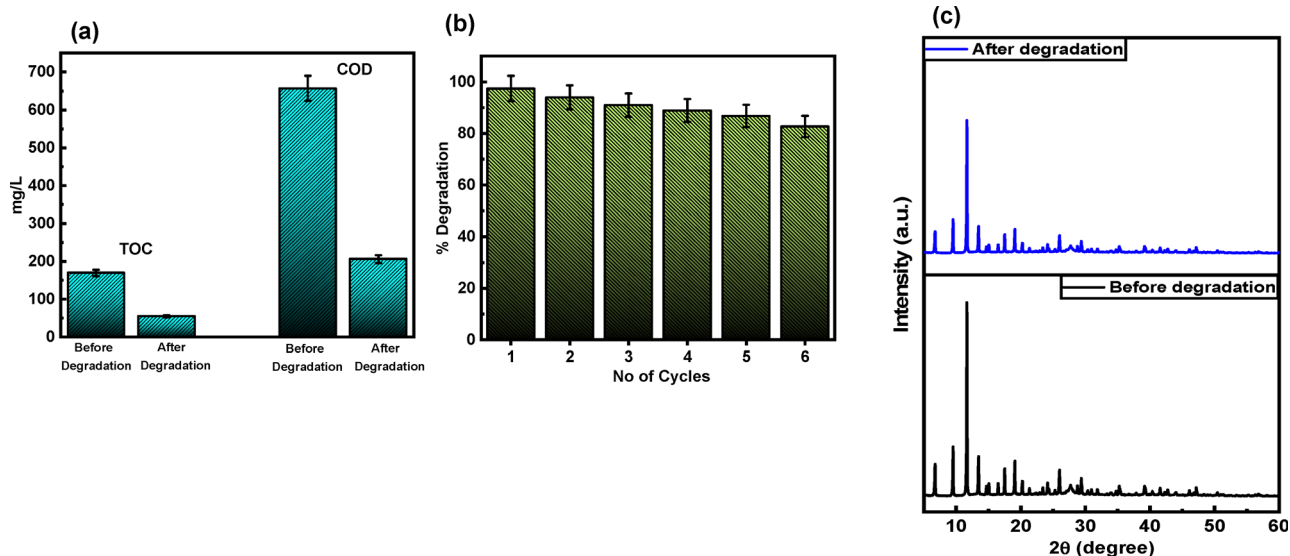 (a)
mg/L
700
600
500
400
300
200
100
0
TOC
COD
Before
Degradation
After
Degradation
Before
Degradation
After
Degradation
(b)
% Degradation
100
80
60
40
20
0
1 2 3 4 5 6
No of Cycles
(c)
After degradation
Before degradation
Intensity (a.u.)
10 20 30 40 50 60
2θ (degree)